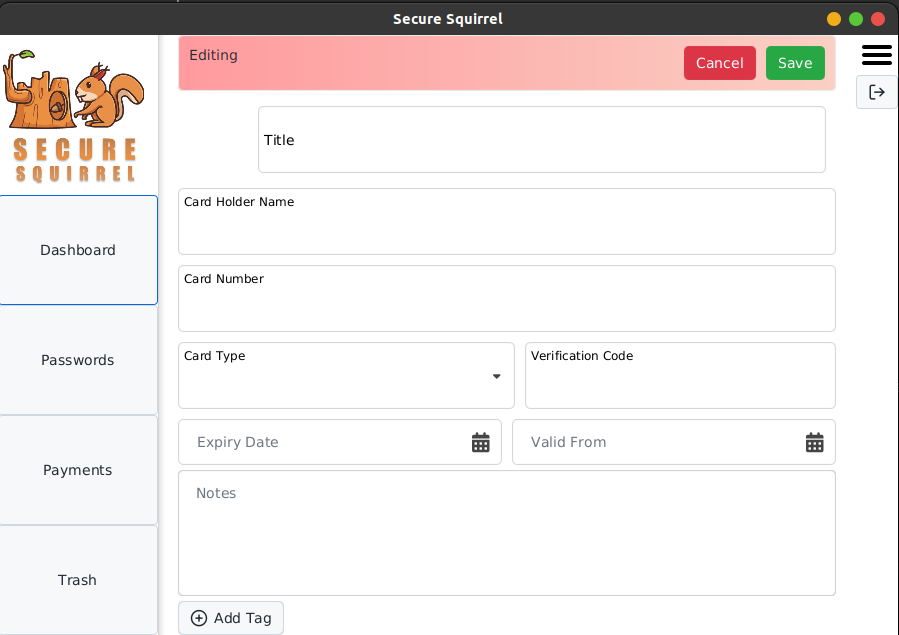 Secure Squirrel
SECURE
SQUIRREL
Dashboard
Passwords
Payments
Trash
Editing
Cancel
Save
Title
Card Holder Name
Card Number
Card Type
Verification Code
Expiry Date
Valid From
Notes
Add Tag